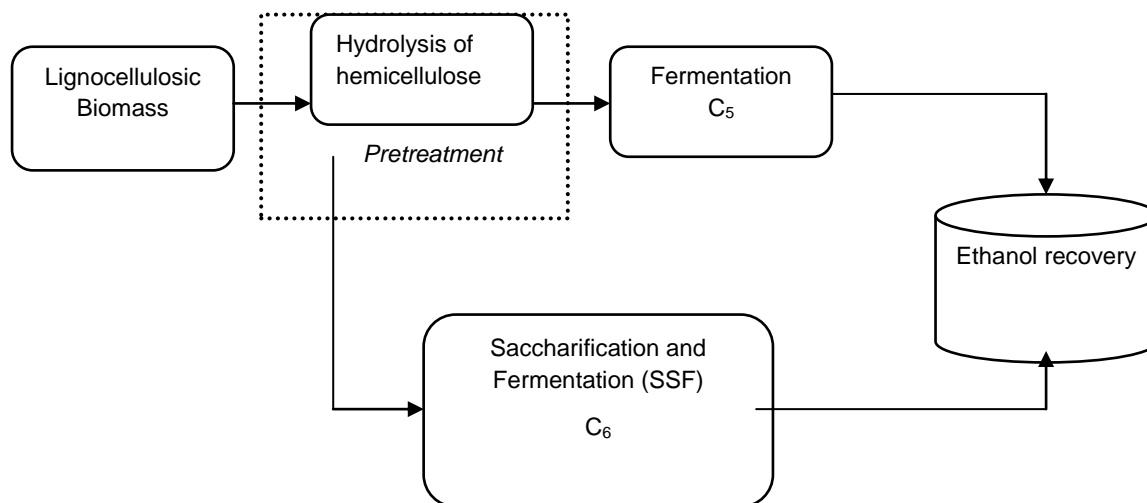 Lignocellulosic
Biomass
Hydrolysis of
hemicellulose
Pretreatment
Fermentation
C₅
Ethanol recovery
Saccharification and
Fermentation (SSF)
C₆